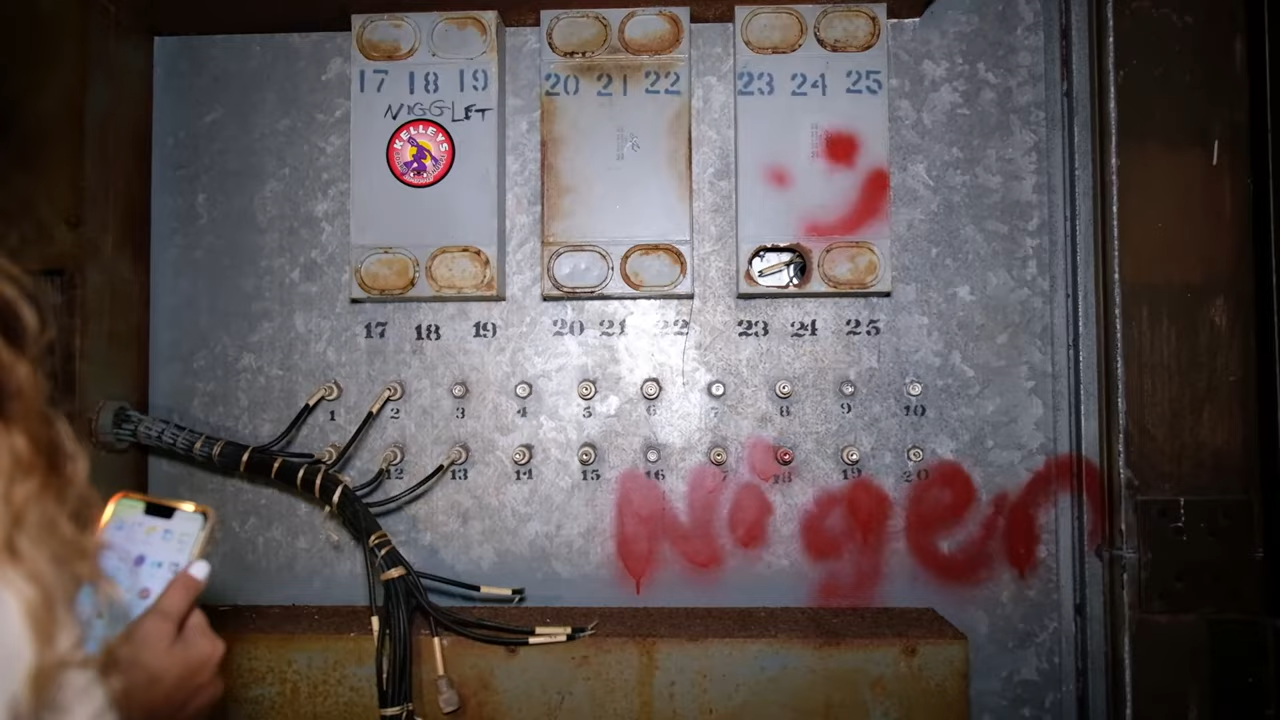 17 18 19
20 21 22
23 24 25
NIGGLET
KELLEYS
17 18 19
20 21 22
23 24 25
1 2 3 4 5 6 7 8 9 10
12 13 14 15 16 17 18 19 20
Niger